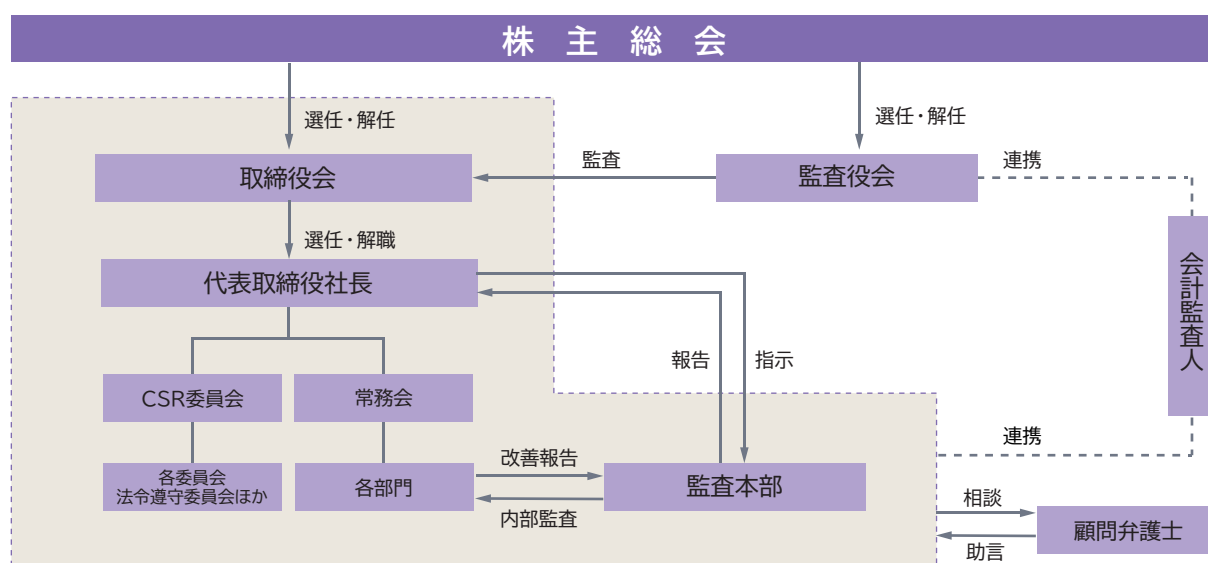 株主総会
選任・解任
選任・解任
取締役会
監査
監査役会
連携
選任・解職
代表取締役社長
会計監査人
報告
指示
CSR委員会
常務会
連携
各委員会
法令遵守委員会ほか
各部門
改善報告
内部監査
監査本部
相談
顧問弁護士
助言